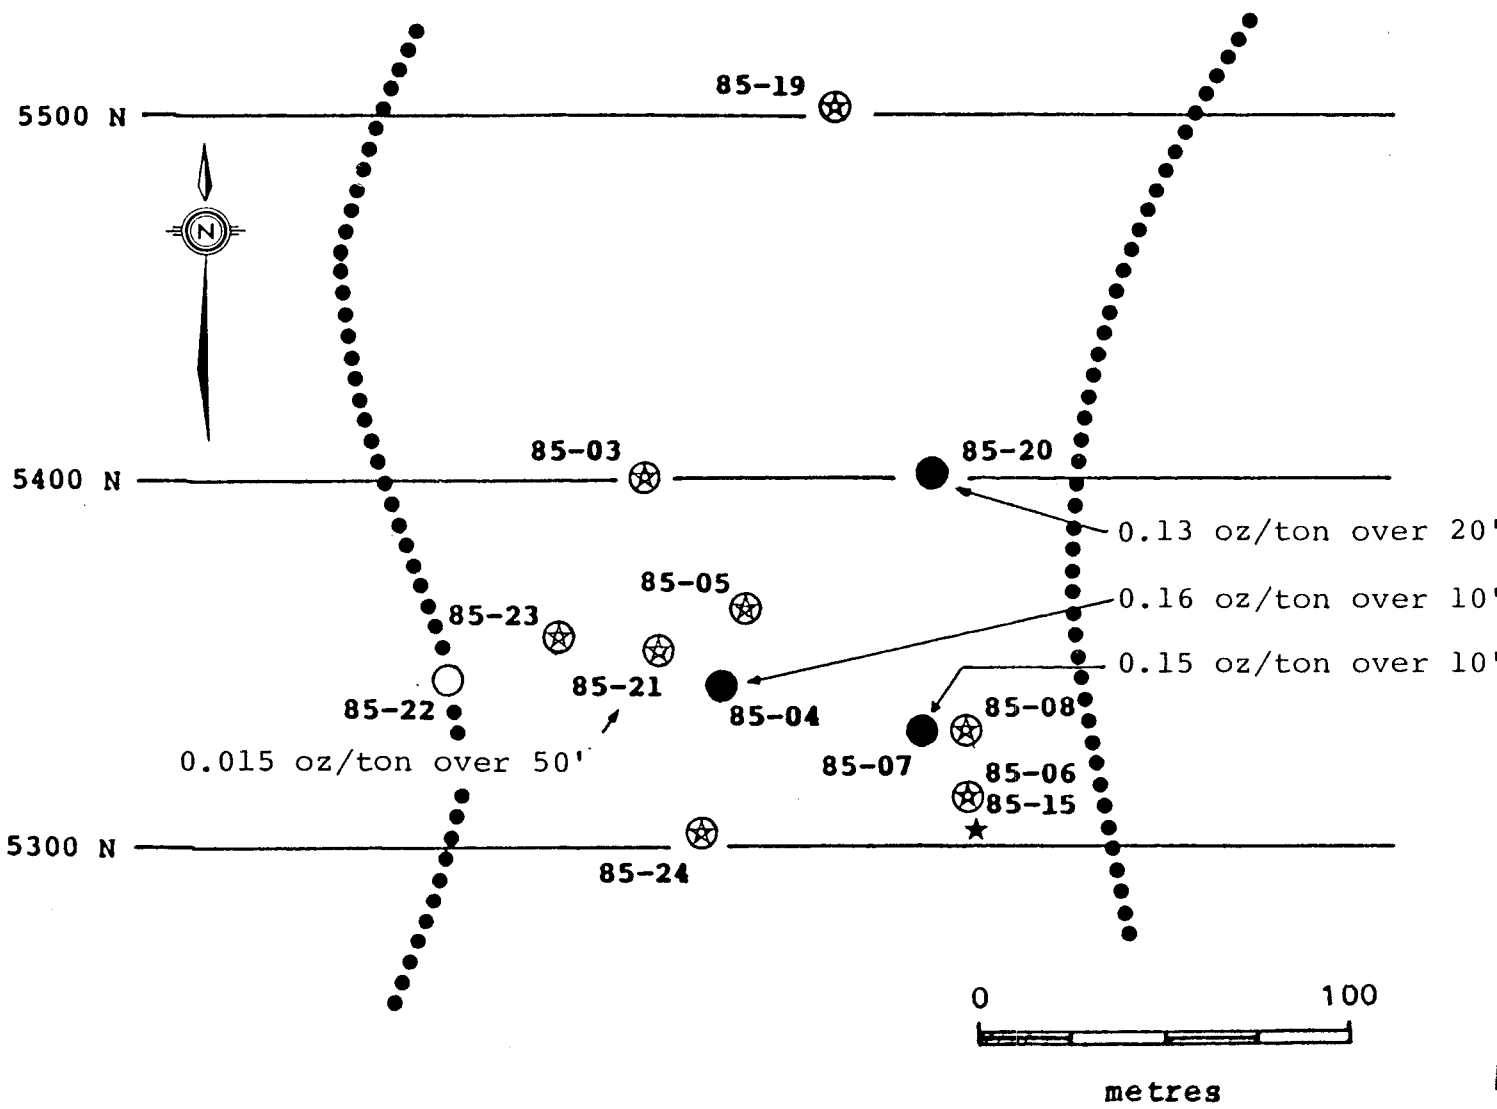 85-19
5500 N
N
85-03
85-20
5400 N
0.13 oz/ton over 20'
85-05
0.16 oz/ton over 10'
85-23
0.15 oz/ton over 10'
85-21
85-22
85-04
85-08
0.015 oz/ton over 50'
85-07
85-06
85-15
5300 N
85-24
0
100
metres